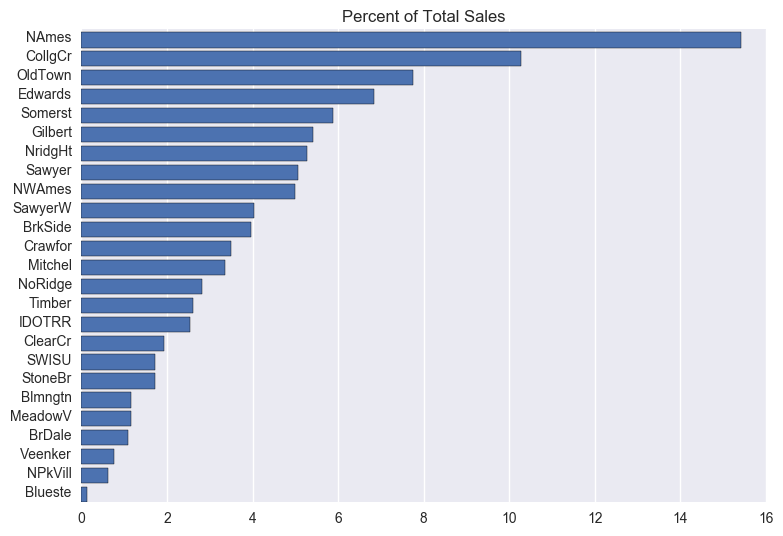 Percent of Total Sales
NAmes
CollgCr
OldTown
Edwards
Somerst
Gilbert
NridgHt
Sawyer
NWAmes
SawyerW
BrkSide
Crawfor
Mitchel
NoRidge
Timber
IDOTRR
ClearCr
SWISU
StoneBr
Blmngtn
MeadowV
BrDale
Veenker
NPkVill
Blueste
0 2 4 6 8 10 12 14 16